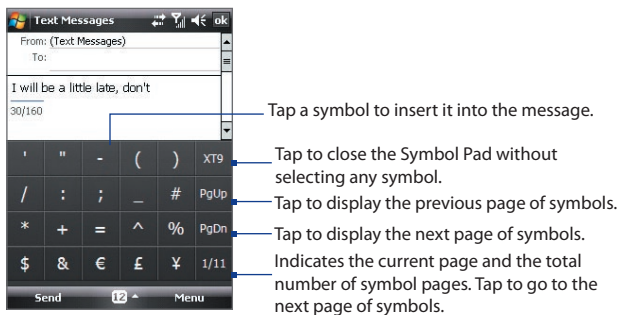 Text Messages ok
From: (Text Messages)
To:
I will be a little late, don't
30/160
Tap a symbol to insert it into the message.
' " - ( ) XT9
Tap to close the Symbol Pad without
selecting any symbol.
/ : ; _ # PgUp
Tap to display the previous page of symbols.
* + = ^ % PgDn
Tap to display the next page of symbols.
$ & € £ ¥ 1/11
Indicates the current page and the total
number of symbol pages. Tap to go to the
next page of symbols.
Send 12 Menu